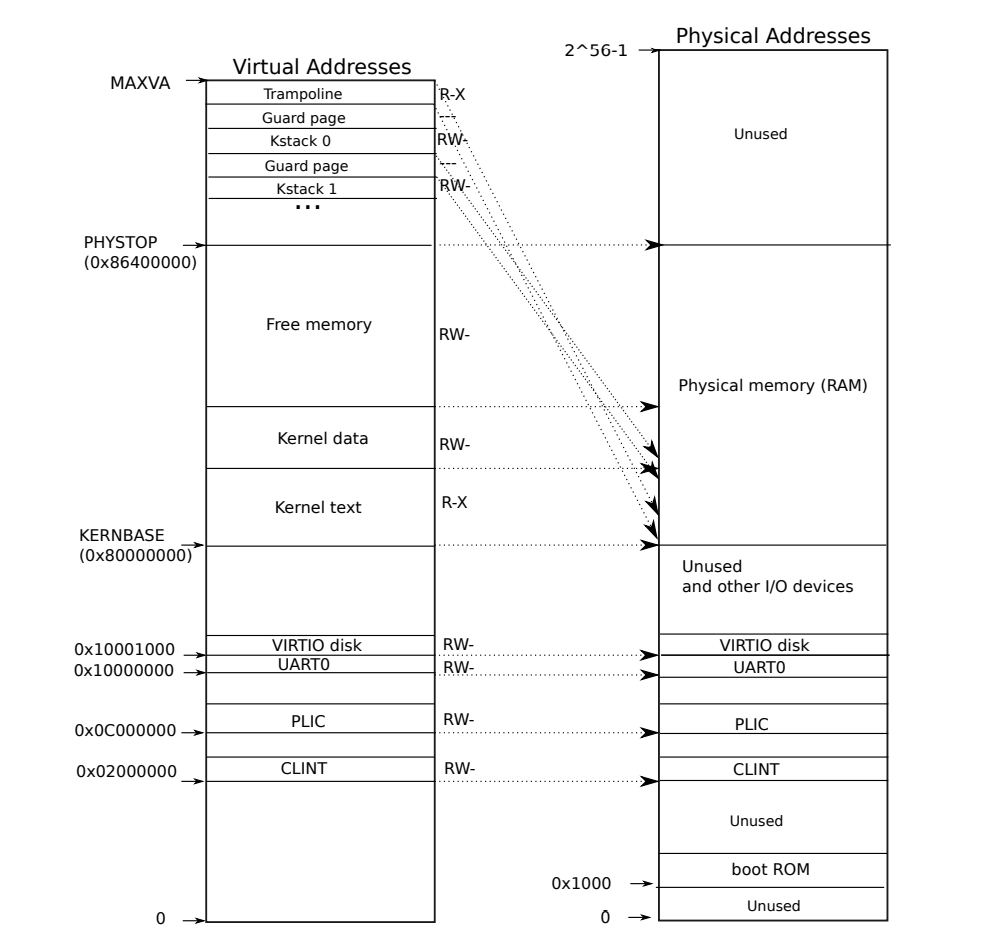 Physical Addresses
2^56-1
Virtual Addresses
MAXVA
Trampoline
R-X
Guard page
---
Unused
Kstack 0
RW-
Guard page
---
Kstack 1
RW-
...
PHYSTOP
(0x86400000)
Free memory
RW-
Physical memory (RAM)
Kernel data
RW-
Kernel text
R-X
KERNBASE
(0x80000000)
Unused
and other I/O devices
0x10001000
VIRTIO disk
RW-
VIRTIO disk
0x10000000
UART0
RW-
UART0
0x0C000000
PLIC
RW-
PLIC
0x02000000
CLINT
RW-
CLINT
Unused
boot ROM
0x1000
Unused
0
0